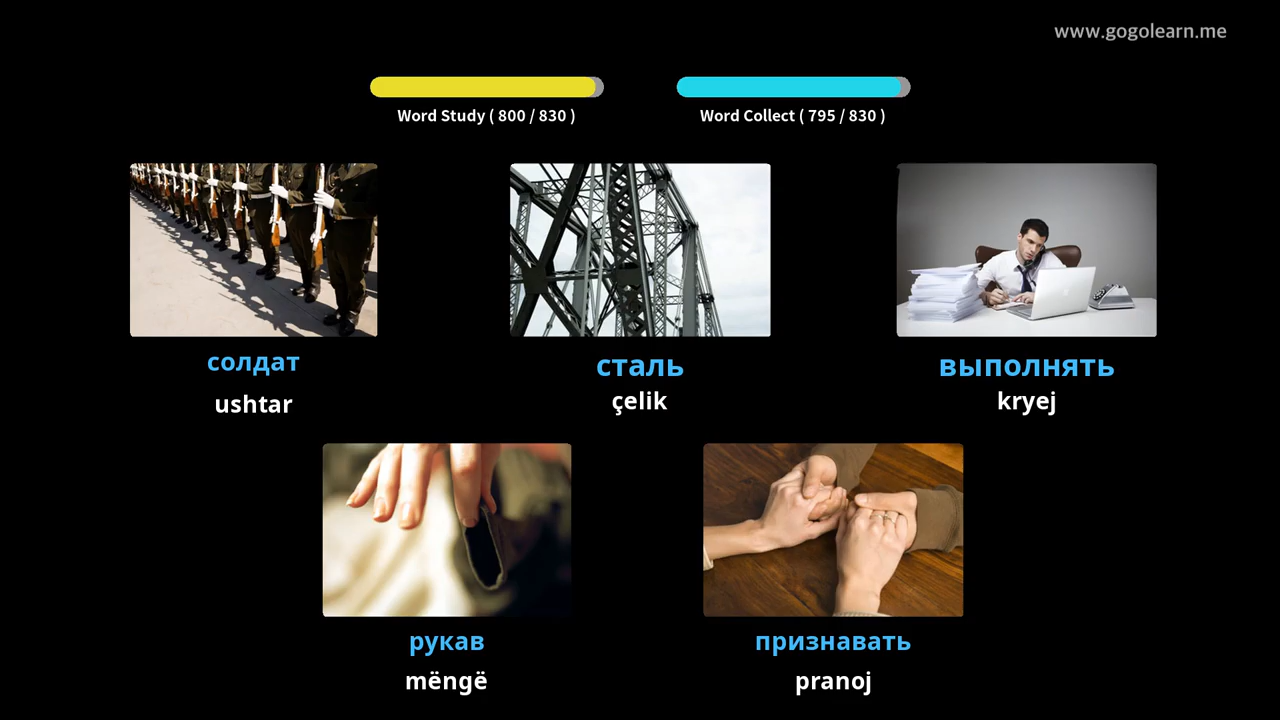 www.gogolearn.me
Word Study ( 800 / 830 )
Word Collect ( 795 / 830 )
солдат
ushtar
сталь
çelik
выполнять
kryej
рукав
mëngë
признавать
pranoj